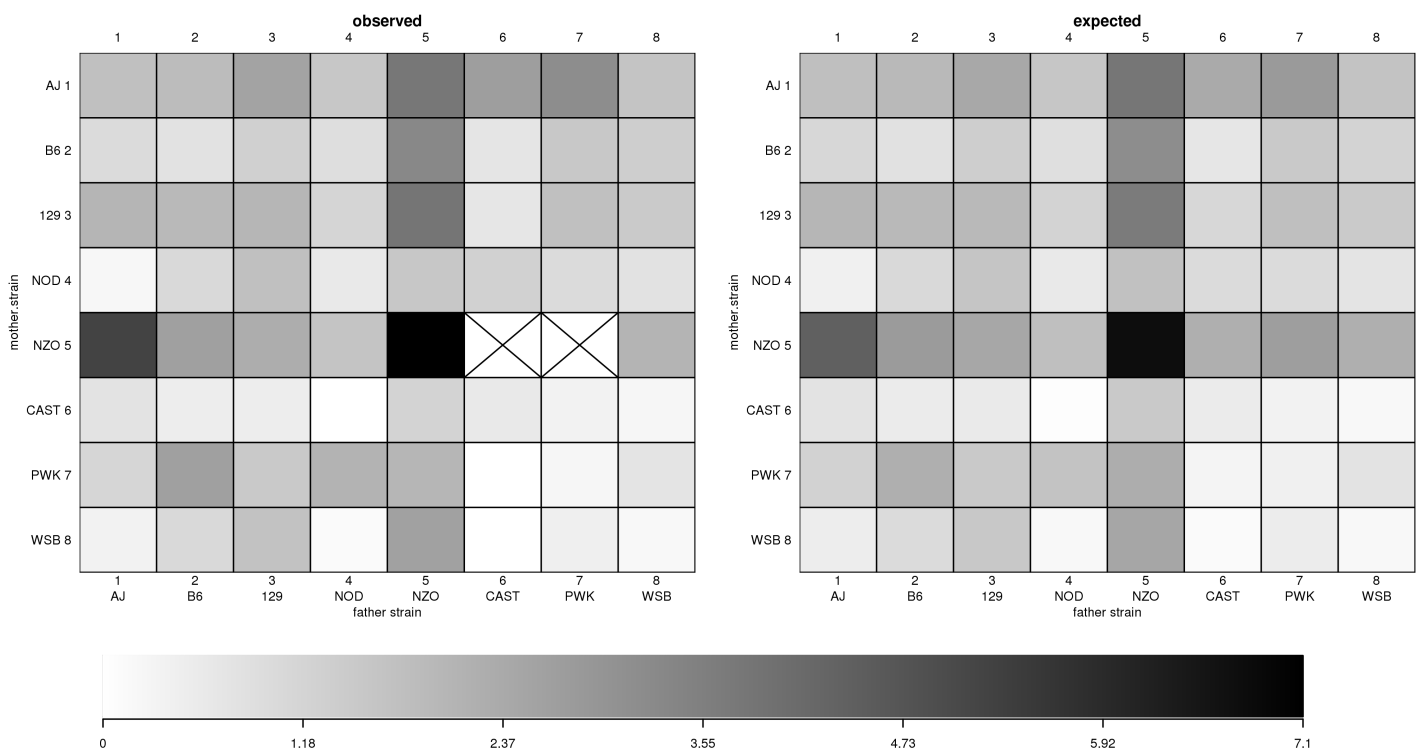 observed
1 2 3 4 5 6 7 8
mother.strain
AJ 1
B6 2
129 3
NOD 4
NZO 5
CAST 6
PWK 7
WSB 8
1 2 3 4 5 6 7 8
AJ B6 129 NOD NZO CAST PWK WSB
father strain
expected
1 2 3 4 5 6 7 8
mother.strain
AJ 1
B6 2
129 3
NOD 4
NZO 5
CAST 6
PWK 7
WSB 8
1 2 3 4 5 6 7 8
AJ B6 129 NOD NZO CAST PWK WSB
father strain
0 1.18 2.37 3.55 4.73 5.92 7.1